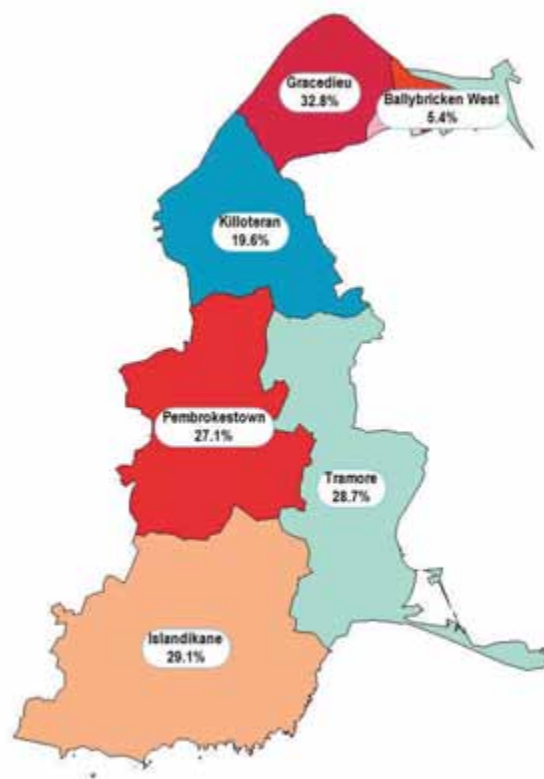 Gracedieu
32.8%
Ballybricken West
5.4%
Killoteran
19.6%
Pembrokestown
27.1%
Tramore
28.7%
Islandikane
29.1%